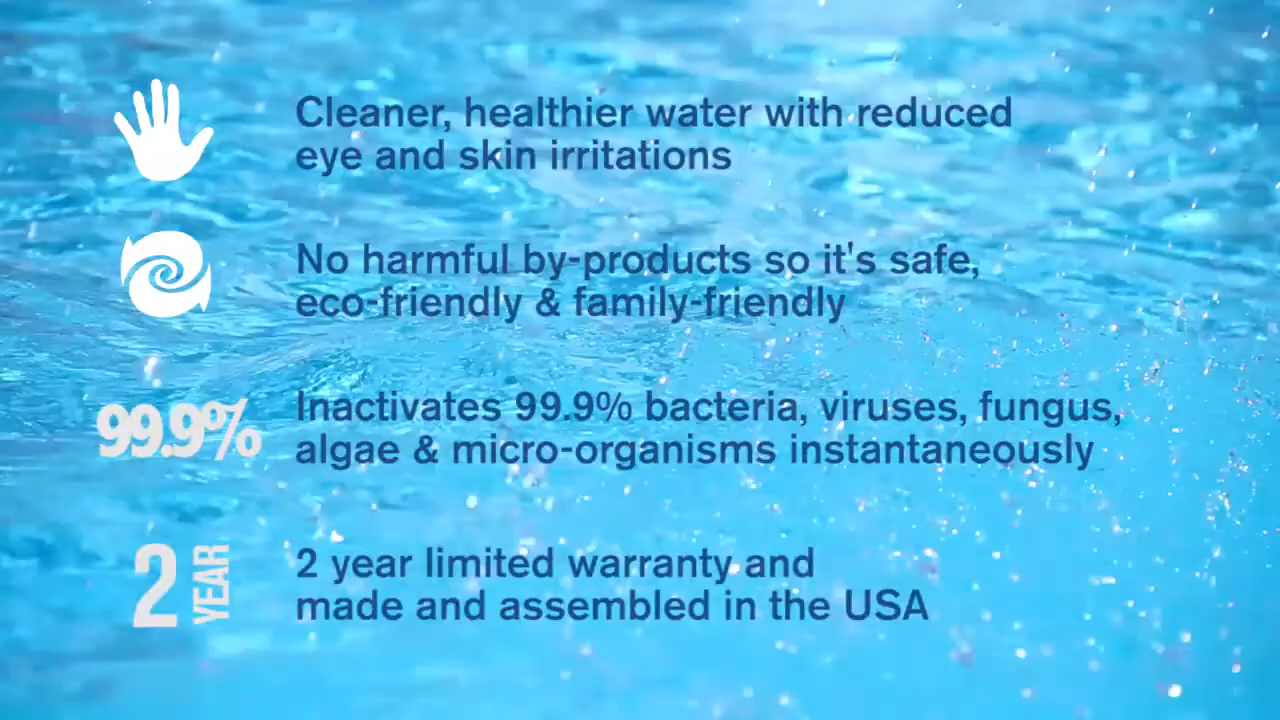 Cleaner, healthier water with reduced
eye and skin irritations
No harmful by-products so it's safe,
eco-friendly & family-friendly
99.9%
Inactivates 99.9% bacteria, viruses, fungus,
algae & micro-organisms instantaneously
2 YEAR
2 year limited warranty and
made and assembled in the USA